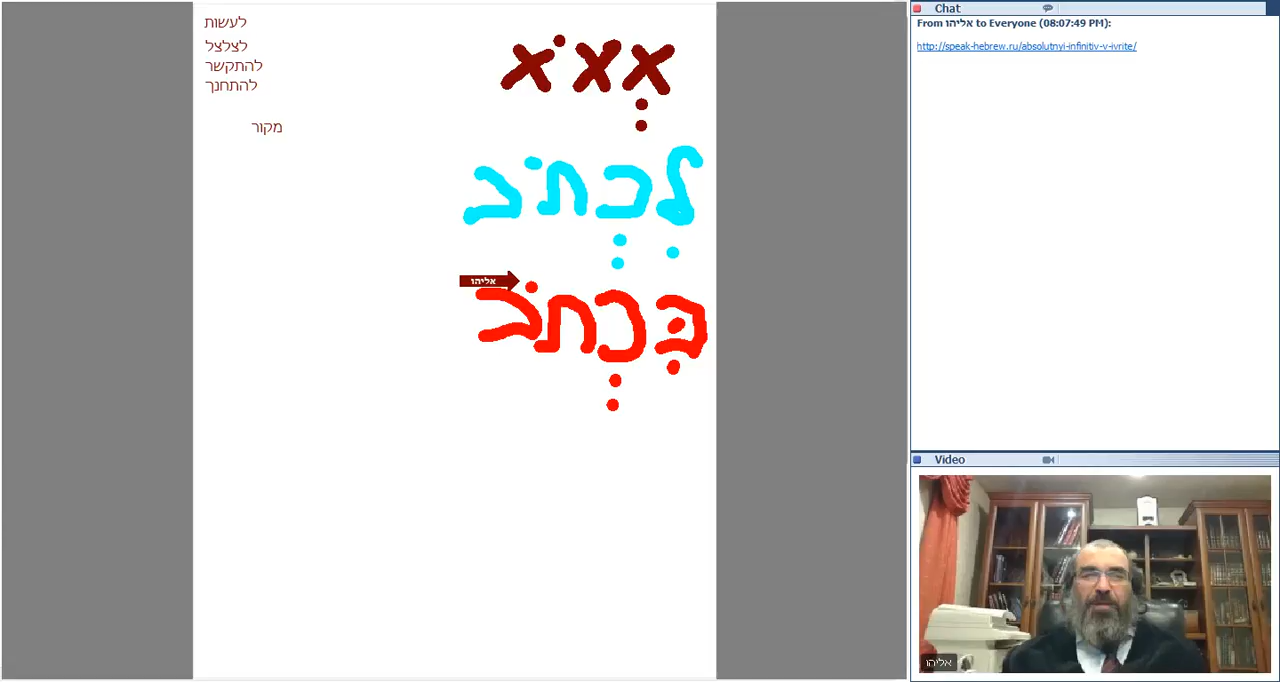 לעשות
לצלצל
להתקשר
להתחנך
מקור
לִכְתֹב
בִּכְתֹב
אליהו
Chat
From אליהו to Everyone (08:07:49 PM):
http://speak-hebrew.ru/absolutnyi-infinitiv-v-ivrite/
Video
אליהו